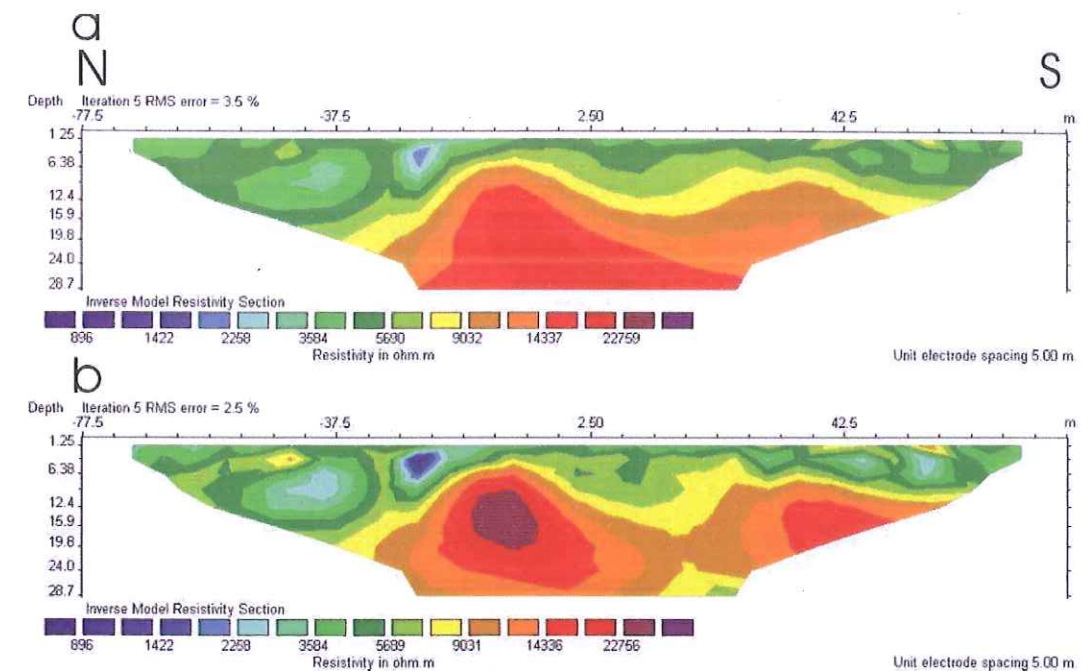 a
N S
Depth Iteration 5 RMS error = 3.5 %
-77.5 -37.5 2.50 42.5 m
1.25
6.38
12.4
15.9
19.8
24.0
28.7
Inverse Model Resistivity Section
896 1422 2258 3584 5690 9032 14337 22759
Resistivity in ohm.m Unit electrode spacing 5.00 m.
b
Depth Iteration 5 RMS error = 2.5 %
-77.5 -37.5 2.50 42.5 m.
1.25
6.38
12.4
15.9
19.8
24.0
28.7
Inverse Model Resistivity Section
896 1422 2258 3584 5689 9031 14336 22756
Resistivity in ohm.m Unit electrode spacing 5.00 m.